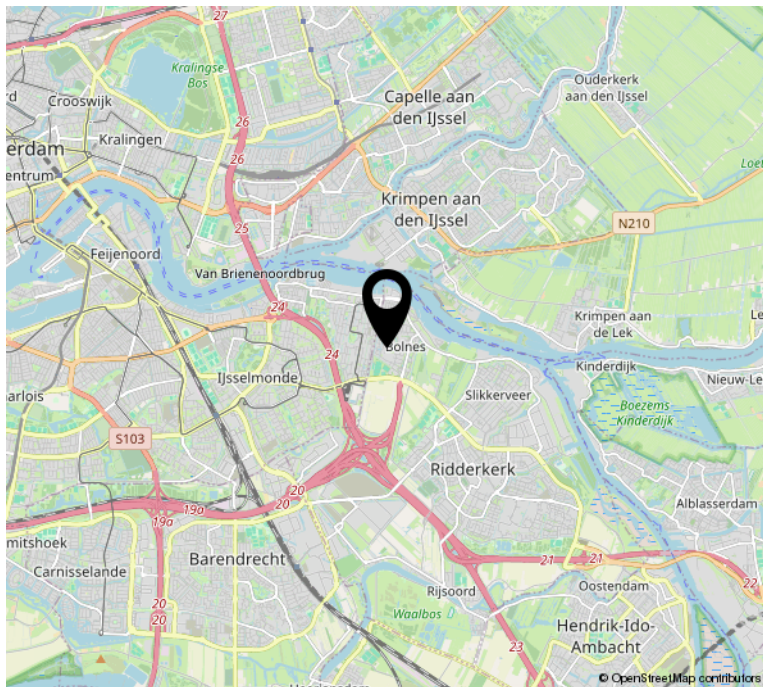 27
Kralingse
Bos
Ouderkerk
aan den IJssel
Crooswijk
Capelle aan
den IJssel
26
Kralingen
erdam
26
Loet
entrum
Krimpen aan
den IJssel
N210
25
Feijenoord
Van Brienenoordbrug
24
Krimpen aan
de Lek
Le
24
Bolnes
Kinderdijk
IJsselmonde
Nieuw-Le
arlois
Slikkerveer
Boezems
Kinderdijk
S103
Ridderkerk
20
20
Alblasserdam
19a
19a
mitshoek
Barendrecht
21
21
Carnisselande
22
Oostendam
Rijsoord
20
20
Waalbos
Hendrik-Ido-
Ambacht
23
© OpenStreetMap contributors